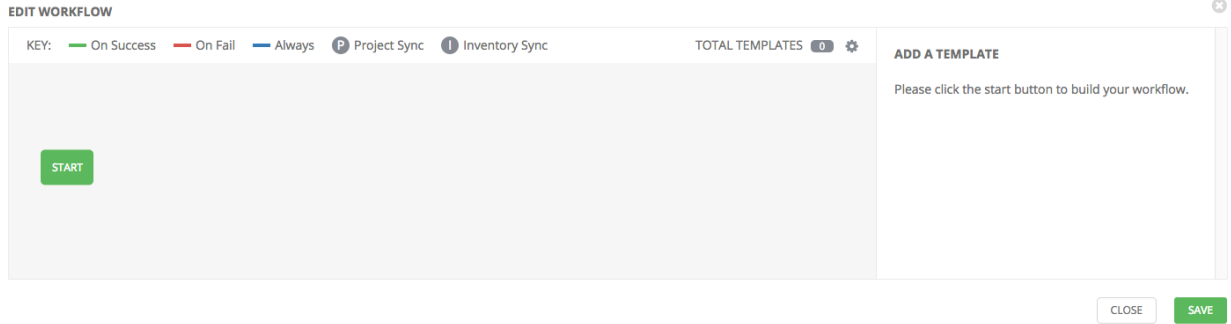 EDIT WORKFLOW
KEY: On Success On Fail Always P Project Sync I Inventory Sync TOTAL TEMPLATES 0
ADD A TEMPLATE
Please click the start button to build your workflow.
START
CLOSE SAVE